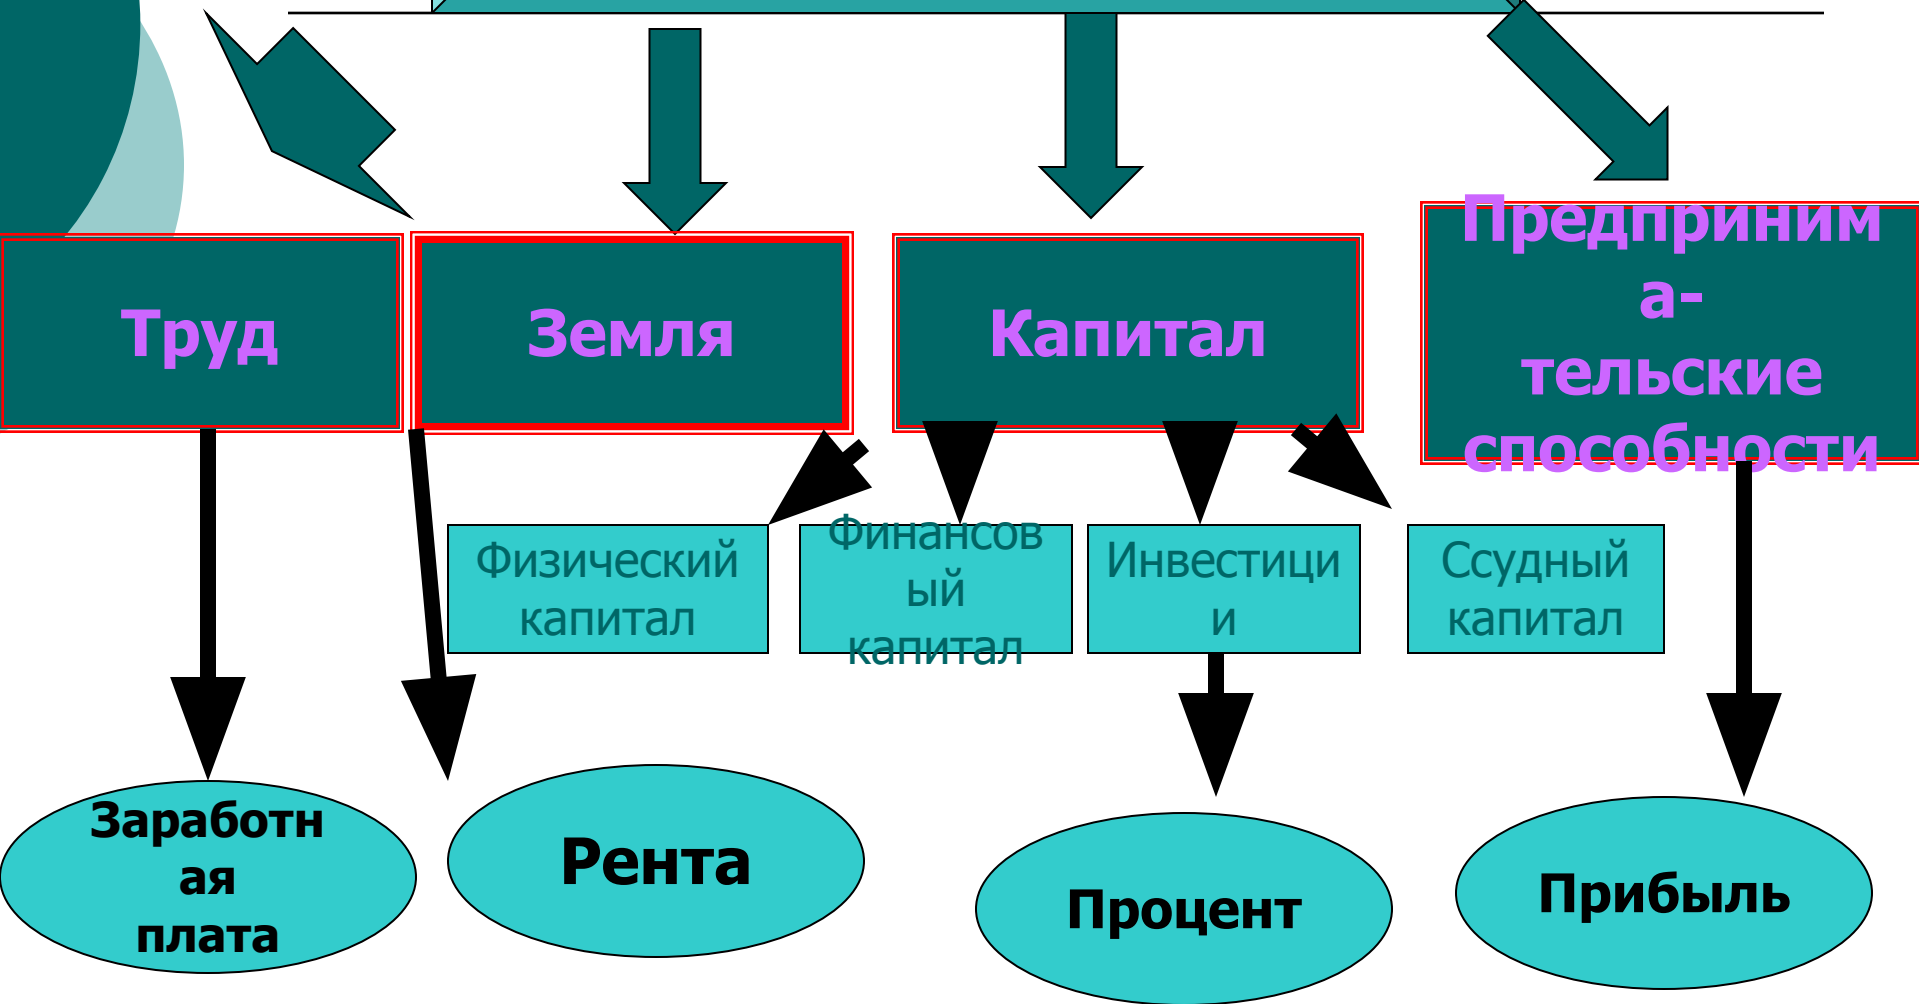 Труд
Земля
Капитал
Предприним
а-
тельские
способности
Физический
капитал
Финансов
ый
капитал
Инвестици
и
Ссудный
капитал
Заработн
ая
плата
Рента
Процент
Прибыль